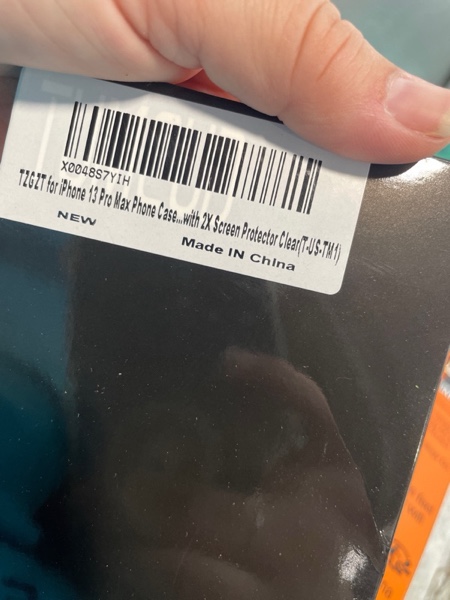 X0048S7YIH
TZGZT for iPhone 13 Pro Max Phone Case...with 2X Screen Protector Clear(T-US-TM1)
NEW
Made IN China